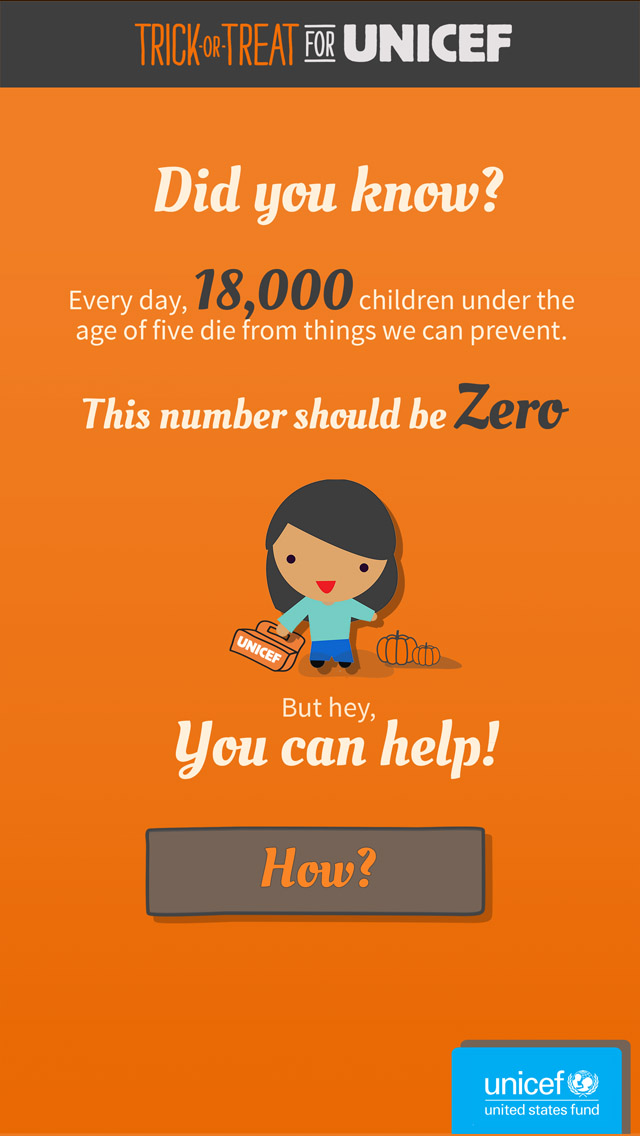 TRICK-OR-TREAT FOR UNICEF
Did you know?
Every day, 18,000 children under the
age of five die from things we can prevent.
This number should be Zero
UNICEF
But hey,
You can help!
How?
unicef
united states fund